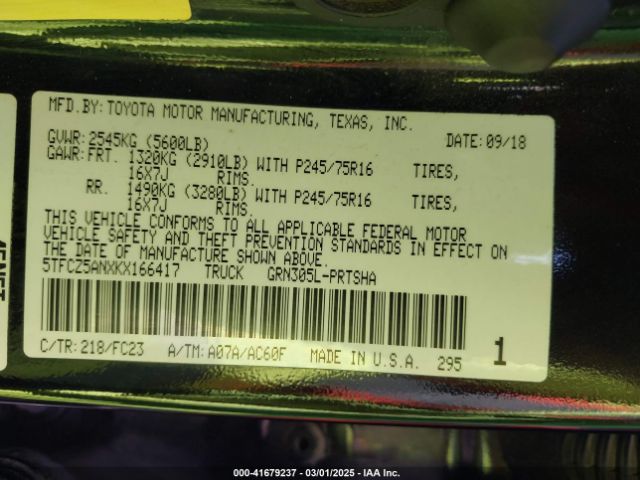 MFD.BY:TOYOTA MOTOR MANUFACTURING, TEXAS, INC.
GVWR:2545KG (5600LB) DATE:09/18
GAWR:FRT. 1320KG (2910LB) WITH P245/75R16 TIRES,
16X7J RIMS.
RR. 1490KG (3280LB) WITH P245/75R16 TIRES,
16X7J RIMS.
THIS VEHICLE CONFORMS TO ALL APPLICABLE FEDERAL MOTOR
VEHICLE SAFETY AND THEFT PREVENTION STANDARDS IN EFFECT ON
THE DATE OF MANUFACTURE SHOWN ABOVE.
5TFCZ5ANXKX166417 TRUCK GRN305L-PRTSHA
C/TR:218/FC23 A/TM:A07A/AC60F MADE IN U.S.A. 295 1
000-41679237 - 03/01/2025 - IAA Inc.